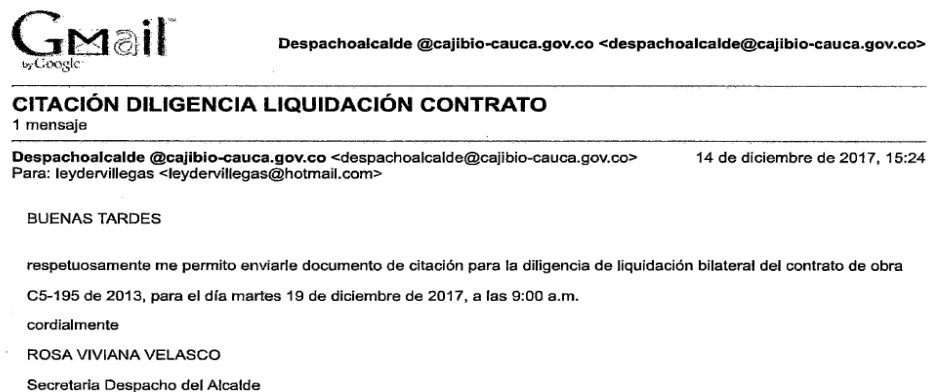 Gmail
by Google
Despachoalcalde @cajibio-cauca.gov.co <despachoalcalde@cajibio-cauca.gov.co>
CITACIÓN DILIGENCIA LIQUIDACIÓN CONTRATO
1 mensaje
Despachoalcalde @cajibio-cauca.gov.co <despachoalcalde@cajibio-cauca.gov.co> 14 de diciembre de 2017, 15:24
Para: leydervillegas <leydervillegas@hotmail.com>
BUENAS TARDES
respetuosamente me permito enviarle documento de citación para la diligencia de liquidación bilateral del contrato de obra
C5-195 de 2013, para el día martes 19 de diciembre de 2017, a las 9:00 a.m.
cordialmente
ROSA VIVIANA VELASCO
Secretaria Despacho del Alcalde